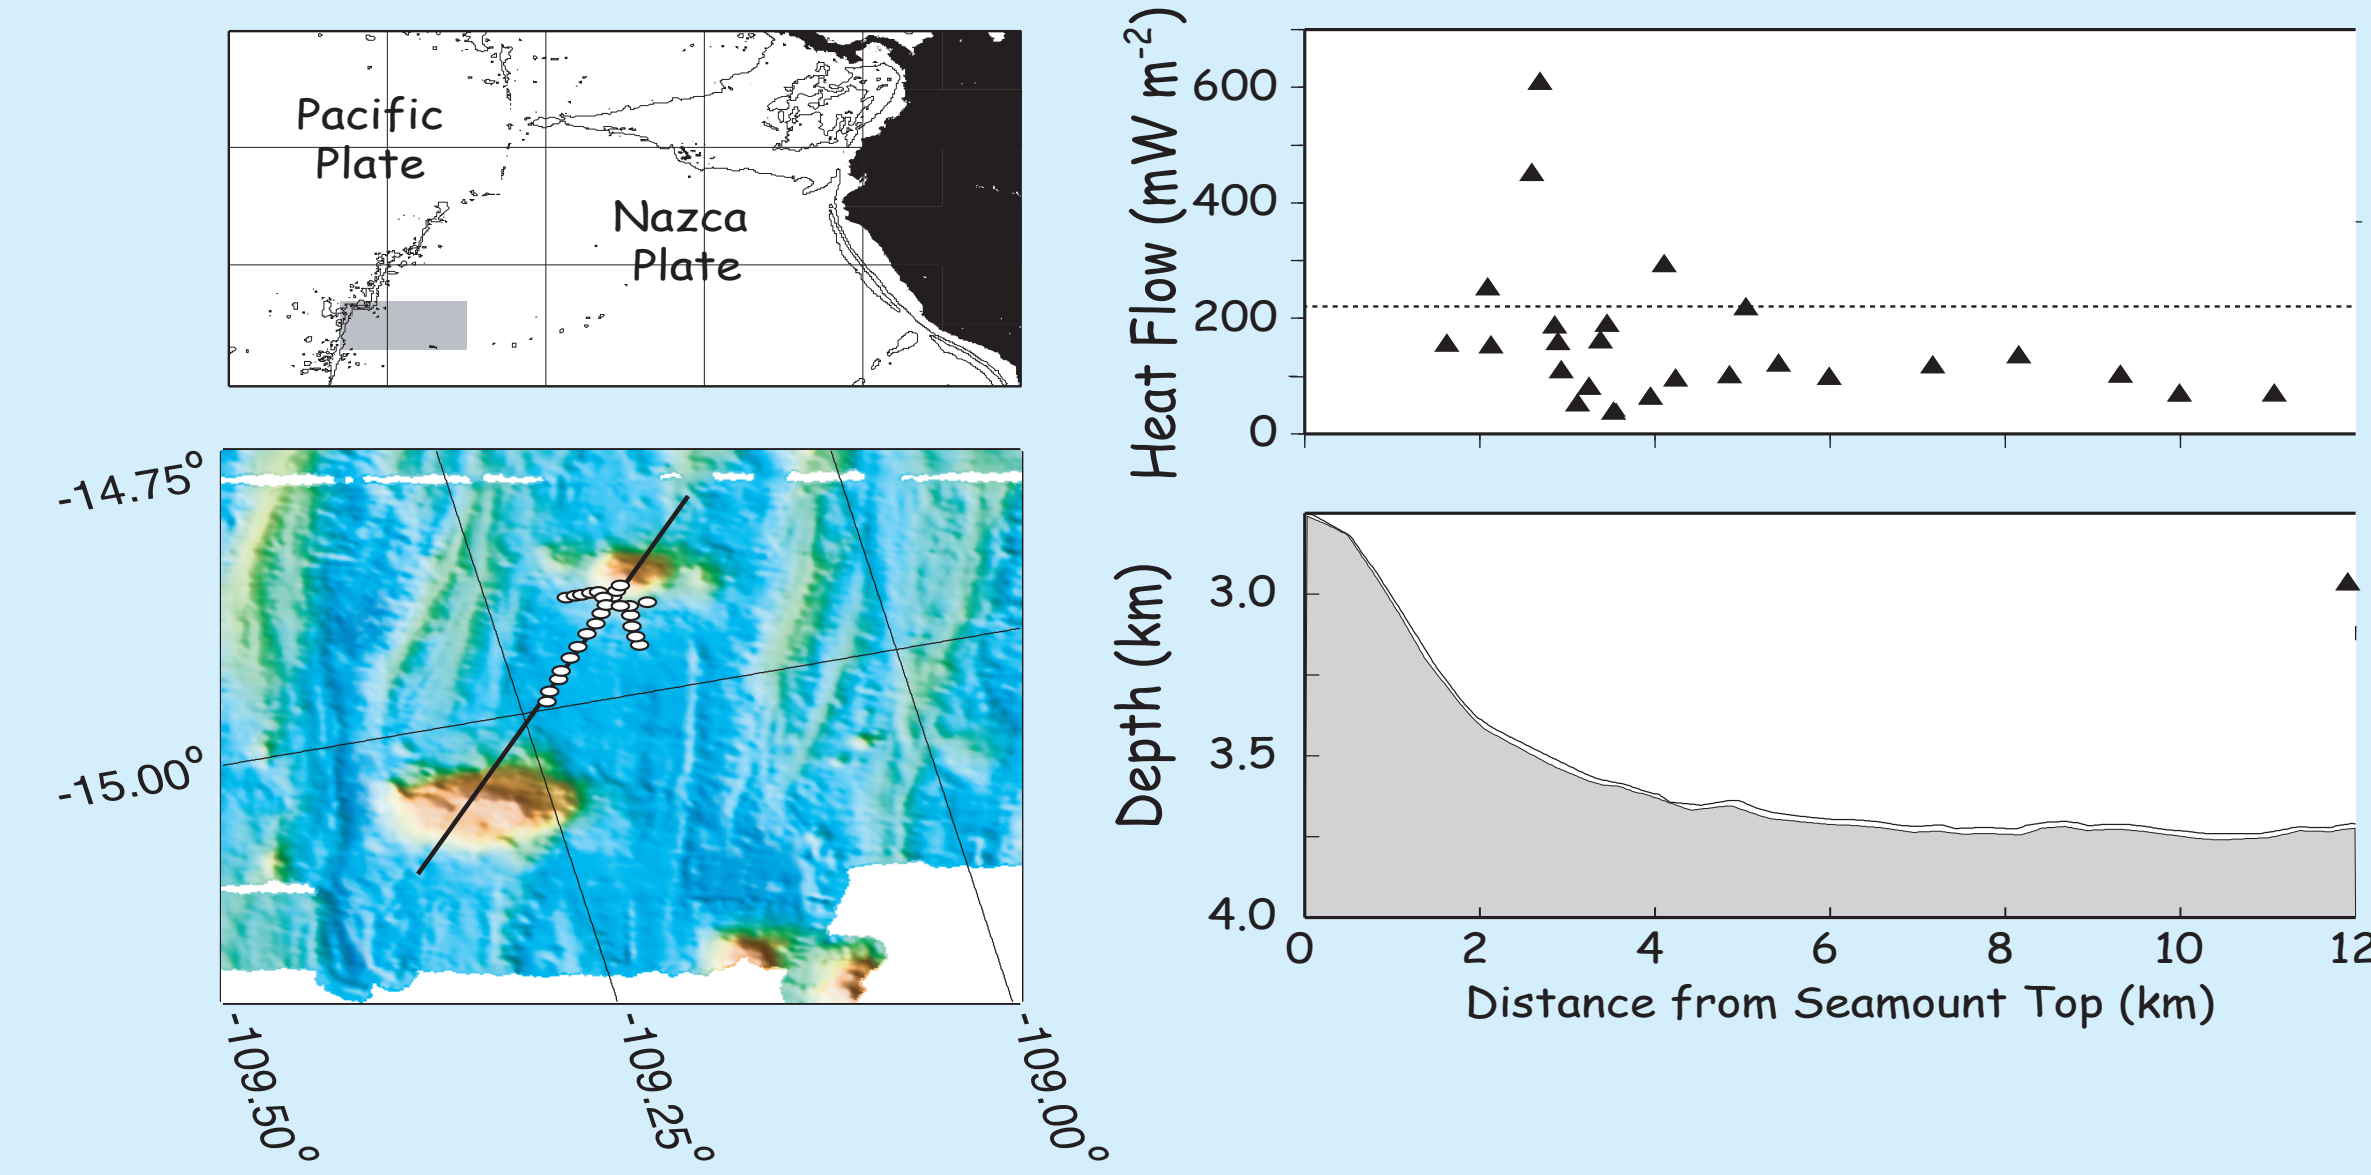 Pacific
Plate
Nazca
Plate
-14.75°
-15.00°
-109.50°
-109.25°
-109.00°
Heat Flow (mW m-2)
600
400
200
0
Depth (km)
3.0
3.5
4.0
0 2 4 6 8 10 12
Distance from Seamount Top (km)